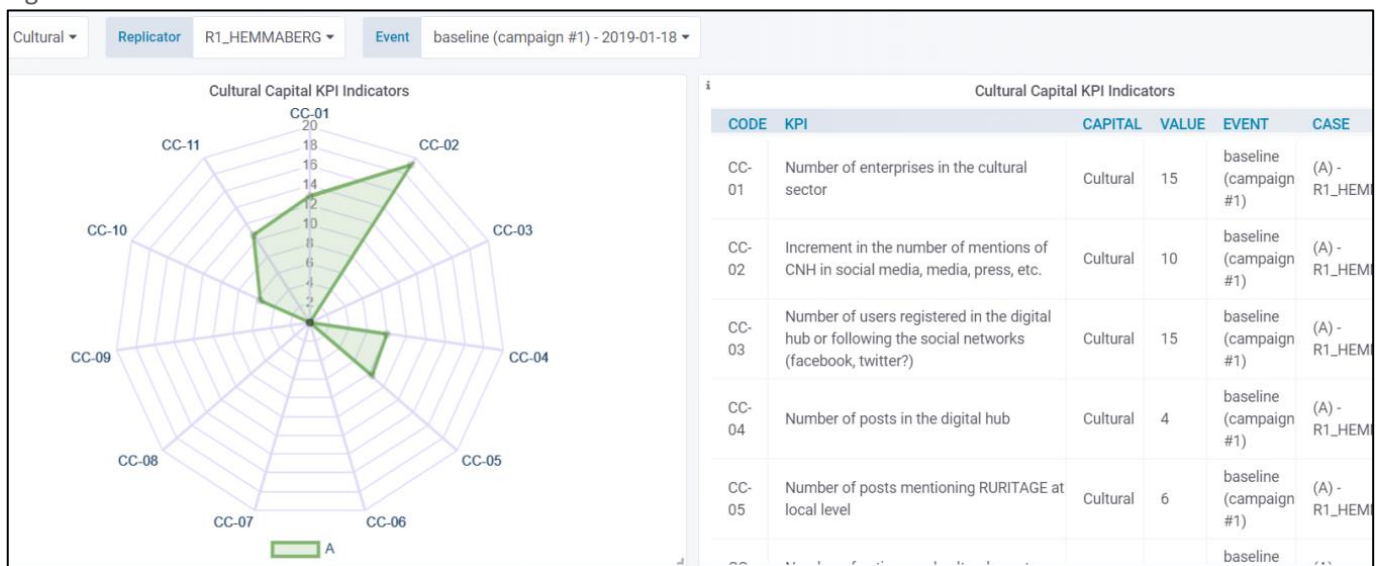 Cultural
Replicator R1_HEMMABERG
Event baseline (campaign #1) - 2019-01-18
Cultural Capital KPI Indicators
CC-01
20
18
16
14
12
10
8
6
4
2
CC-02
CC-03
CC-04
CC-05
CC-06
CC-07
CC-08
CC-09
CC-10
CC-11
A
i
Cultural Capital KPI Indicators
CODE KPI CAPITAL VALUE EVENT CASE
CC-
01
Number of enterprises in the cultural
sector
Cultural
15
baseline
(campaign
#1)
(A) -
R1_HEM
CC-
02
Increment in the number of mentions of
CNH in social media, media, press, etc.
Cultural
10
baseline
(campaign
#1)
(A) -
R1_HEM
CC-
03
Number of users registered in the digital
hub or following the social networks
(facebook, twitter?)
Cultural
15
baseline
(campaign
#1)
(A) -
R1_HEM
CC-
04
Number of posts in the digital hub
Cultural
4
baseline
(campaign
#1)
(A) -
R1_HEM
CC-
05
Number of posts mentioning RURITAGE at
local level
Cultural
6
baseline
(campaign
#1)
(A) -
R1_HEM
baseline